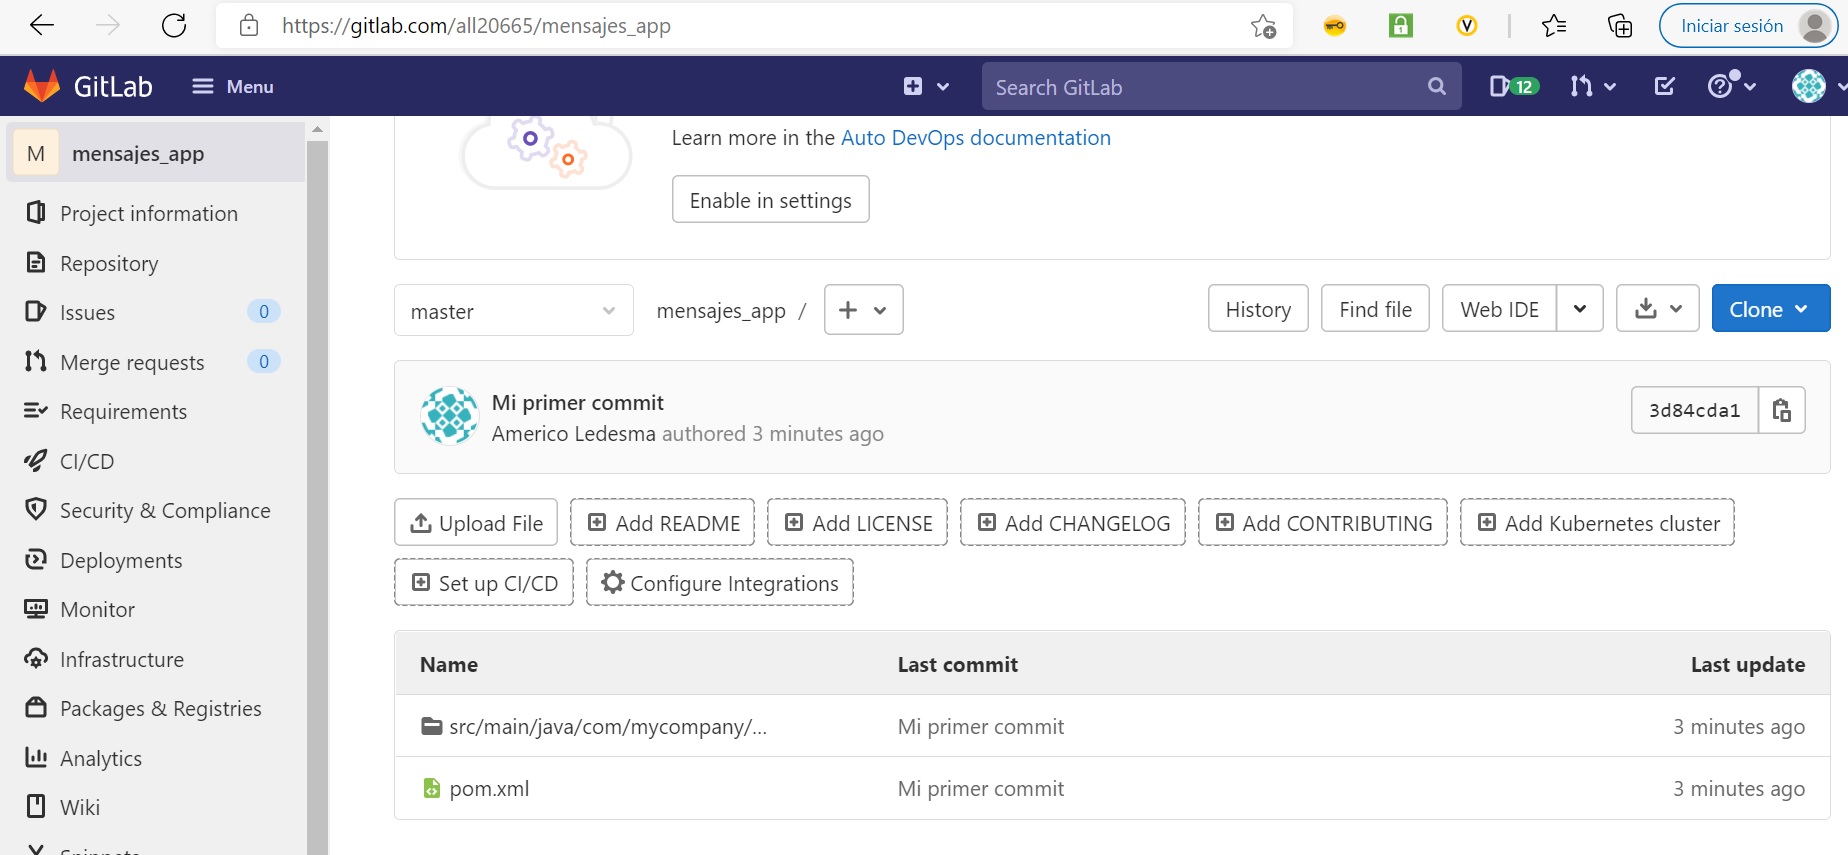 https://gitlab.com/all20665/mensajes_app
Iniciar sesión
GitLab
Menu
Search GitLab
12
M mensajes_app
Project information
Repository
Issues 0
Merge requests 0
Requirements
CI/CD
Security & Compliance
Deployments
Monitor
Infrastructure
Packages & Registries
Analytics
Wiki
Learn more in the Auto DevOps documentation
Enable in settings
master
mensajes_app /
History
Find file
Web IDE
Clone
Mi primer commit
Americo Ledesma authored 3 minutes ago
3d84cda1
Upload File
Add README
Add LICENSE
Add CHANGELOG
Add CONTRIBUTING
Add Kubernetes cluster
Set up CI/CD
Configure Integrations
Name Last commit Last update
src/main/java/com/mycompany/... Mi primer commit 3 minutes ago
pom.xml Mi primer commit 3 minutes ago